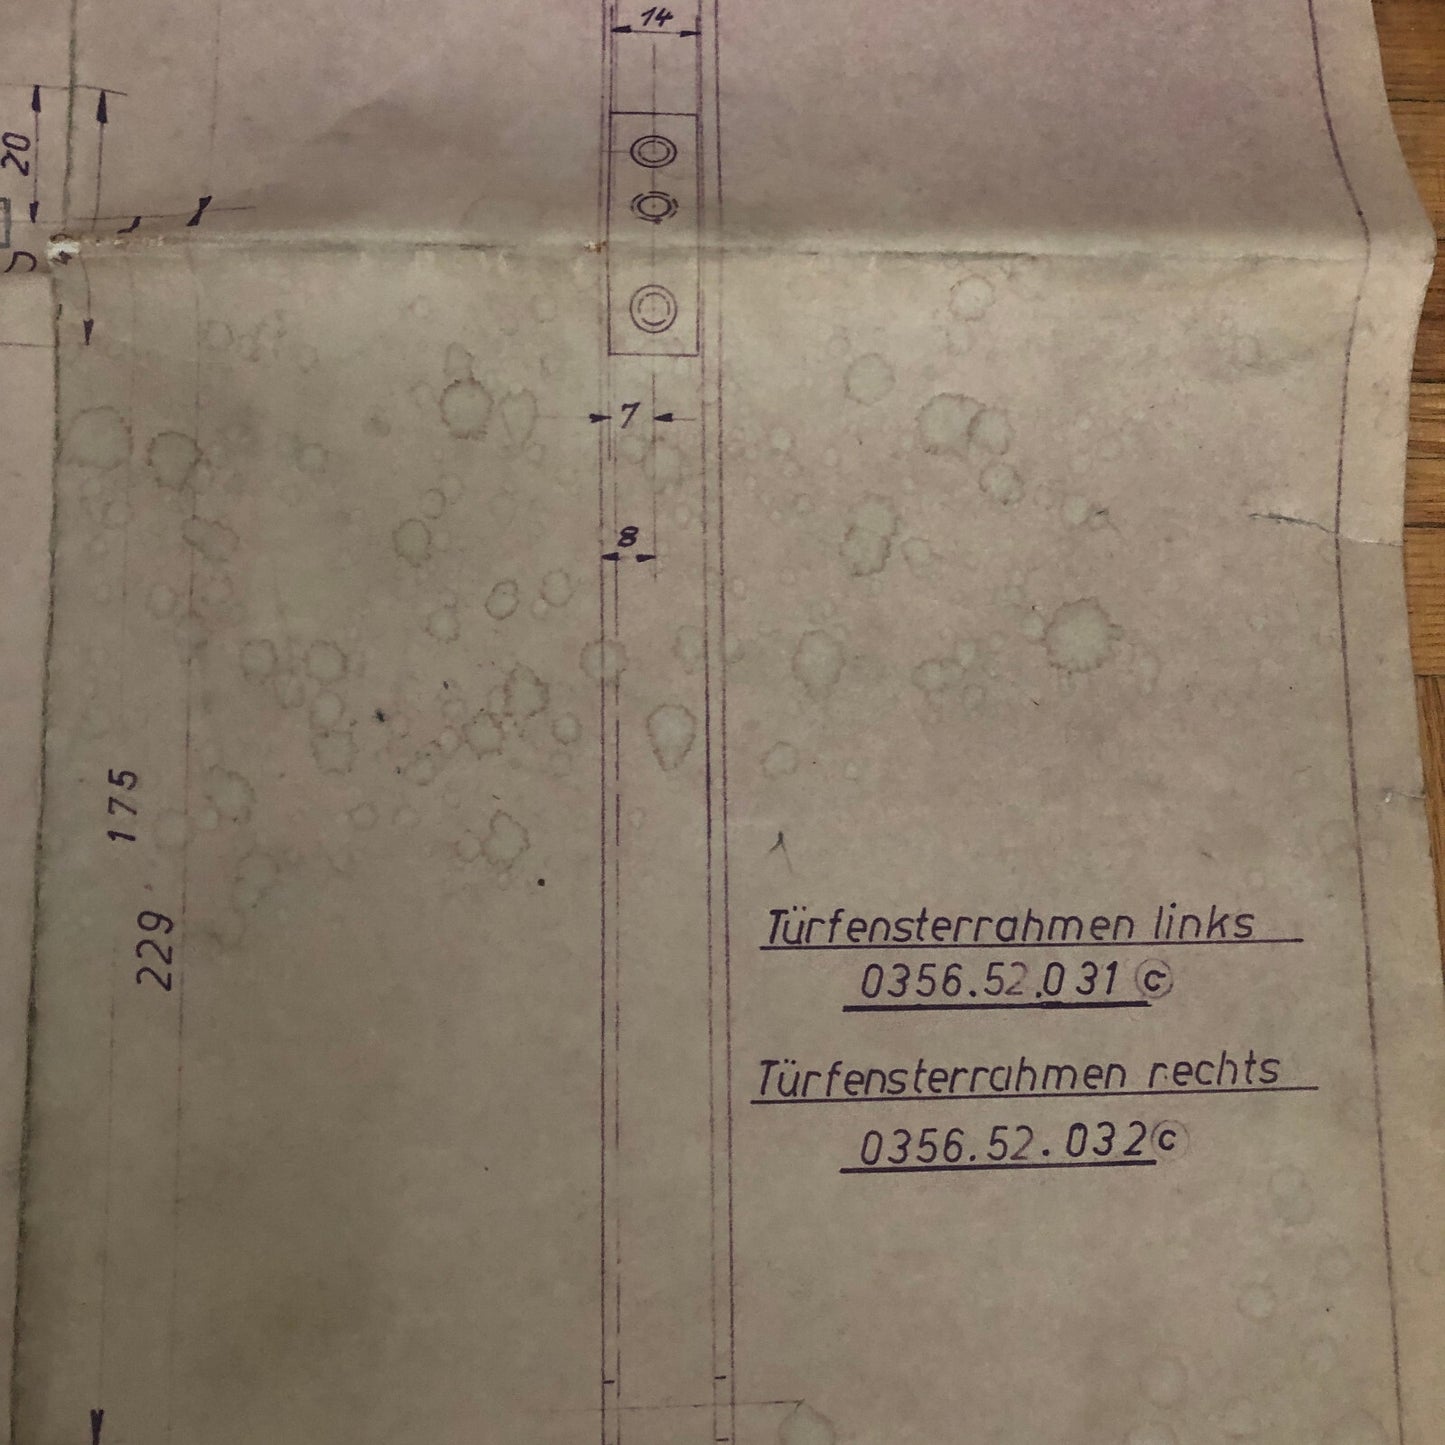 14
20
7
8
175
229
Türfensterrahmen links
0356.52.031 c
Türfensterrahmen rechts
0356.52.032 c